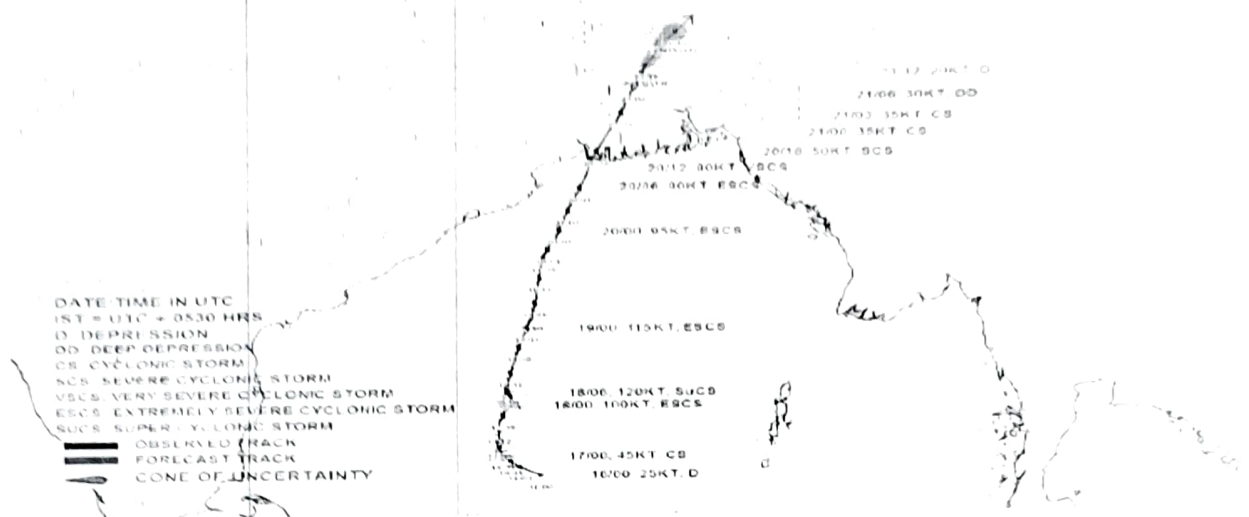 21/06 30KT DD
21/03 35KT CS
21/00 35KT CS
20/18 50KT SCS
20/12 80KT VSCS
20/06 90KT ESCS
20/00 95KT, ESCS
19/00 115KT, ESCS
18/06, 120KT, SuCS
18/00, 100KT, ESCS
17/00, 45KT CS
16/00 25KT, D
DATE TIME IN UTC
IST = UTC + 0530 HRS
D DEPRESSION
DD DEEP DEPRESSION
CS CYCLONIC STORM
SCS SEVERE CYCLONIC STORM
VSCS VERY SEVERE CYCLONIC STORM
ESCS EXTREMELY SEVERE CYCLONIC STORM
SUCS SUPER CYCLONIC STORM
OBSERVED TRACK
FORECAST TRACK
CONE OF UNCERTAINTY